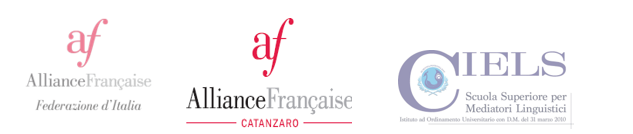 af
AllianceFrançaise
Federazione d'Italia
af
AllianceFrançaise
CATANZARO
CIELS
Scuola Superiore per
Mediatori Linguistici
Istituto ad Ordinamento Universitario con D.M. del 31 marzo 2010